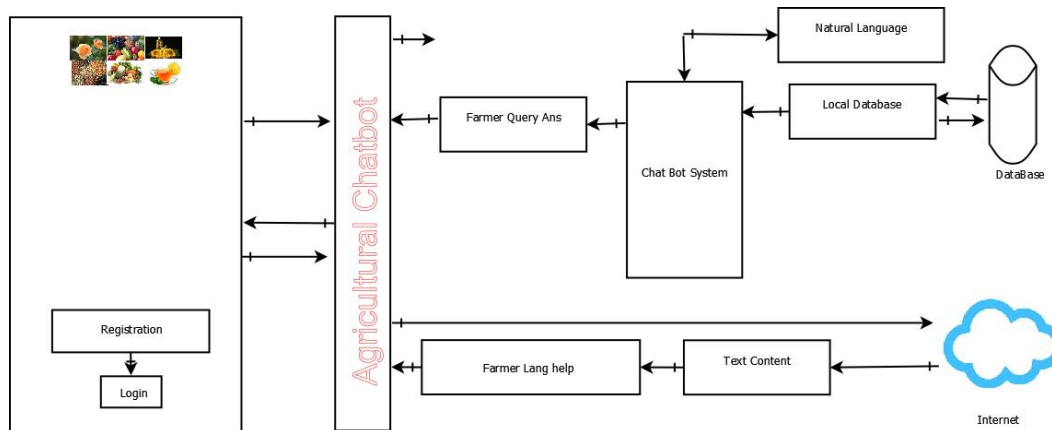 Registration
Login
Agricultural Chatbot
Farmer Query Ans
Chat Bot System
Natural Language
Local Database
DataBase
Farmer Lang help
Text Content
Internet